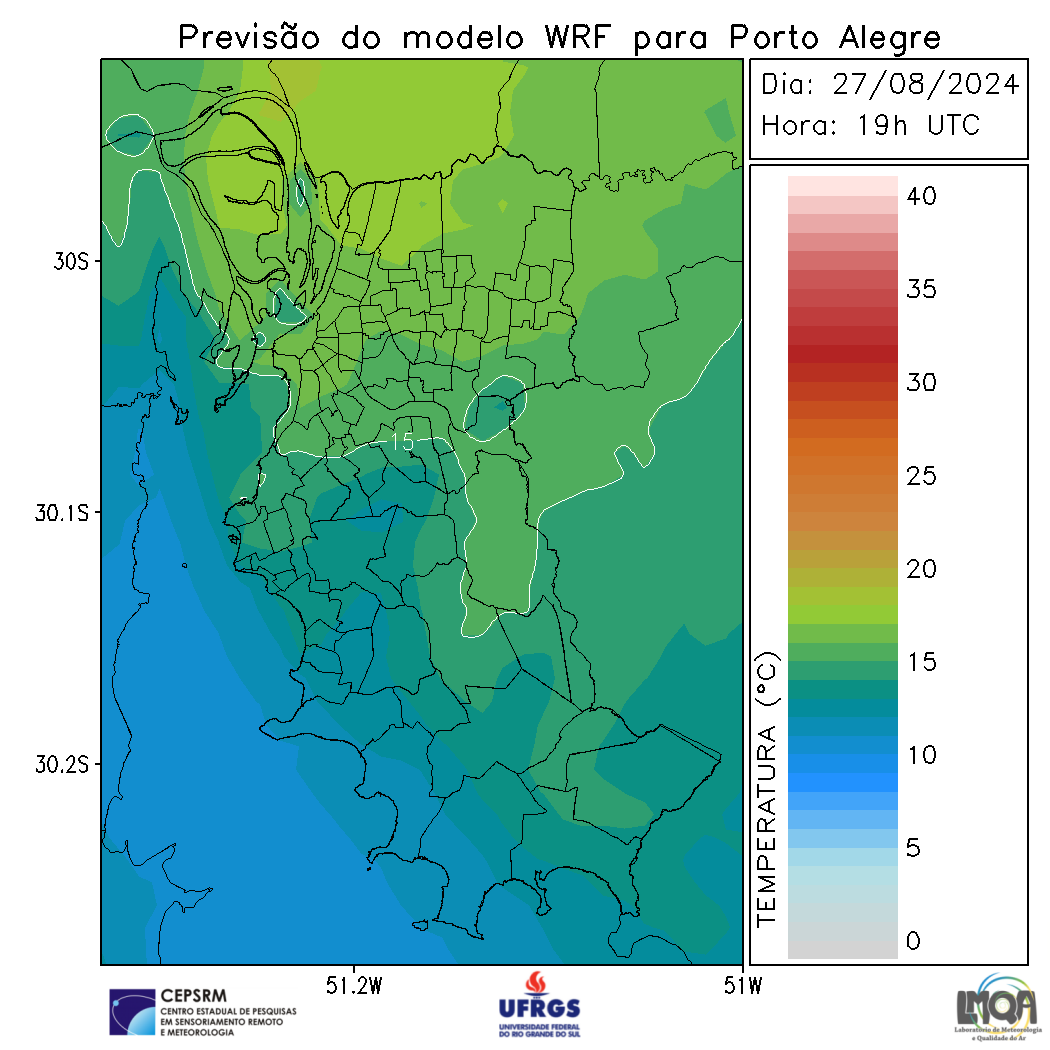 Previsão do modelo WRF para Porto Alegre
Dia: 27/08/2024
Hora: 19h UTC
40
35
30
25
20
15
10
5
0
TEMPERATURA (°C)
30S
30.1S
30.2S
15
51.2W
51W
CEPSRM
CENTRO ESTADUAL DE PESQUISAS
EM SENSORIAMENTO REMOTO
E METEOROLOGIA
UFRGS
UNIVERSIDADE FEDERAL
DO RIO GRANDE DO SUL
LMQA
Laboratório de Meteorologia
e Qualidade do Ar